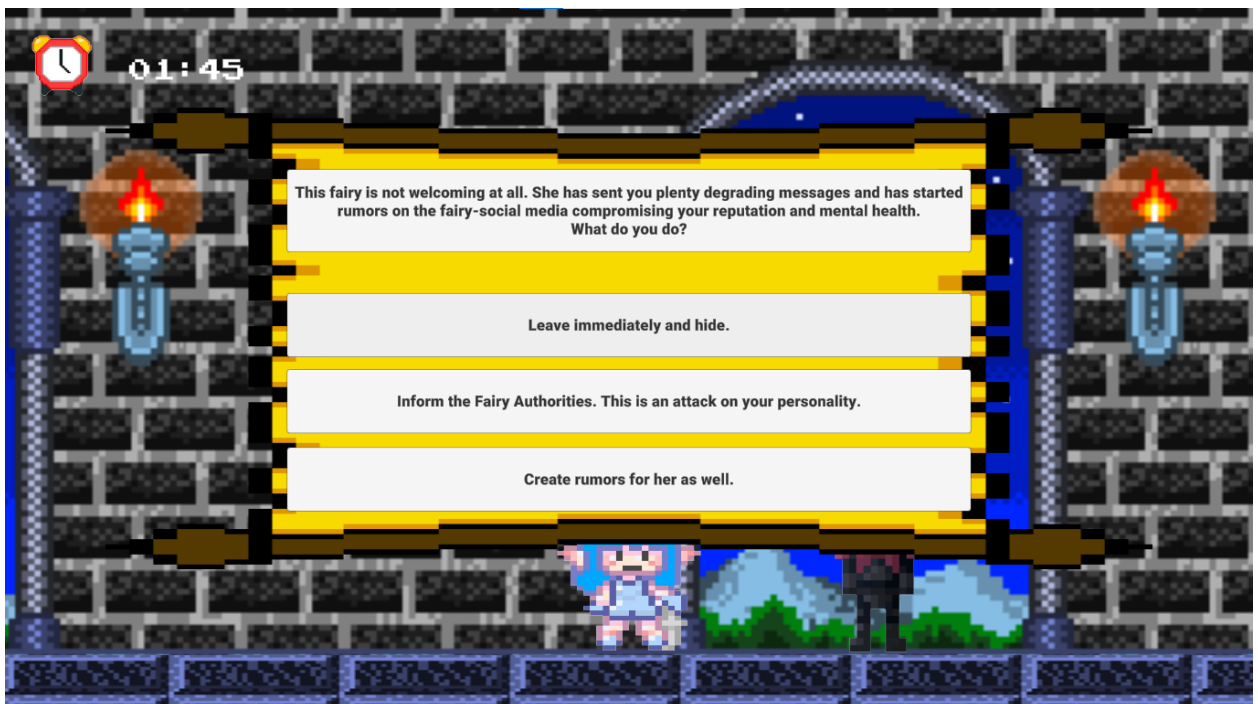 01:45
This fairy is not welcoming at all. She has sent you plenty degrading messages and has started
rumors on the fairy-social media compromising your reputation and mental health.
What do you do?
Leave immediately and hide.
Inform the Fairy Authorities. This is an attack on your personality.
Create rumors for her as well.